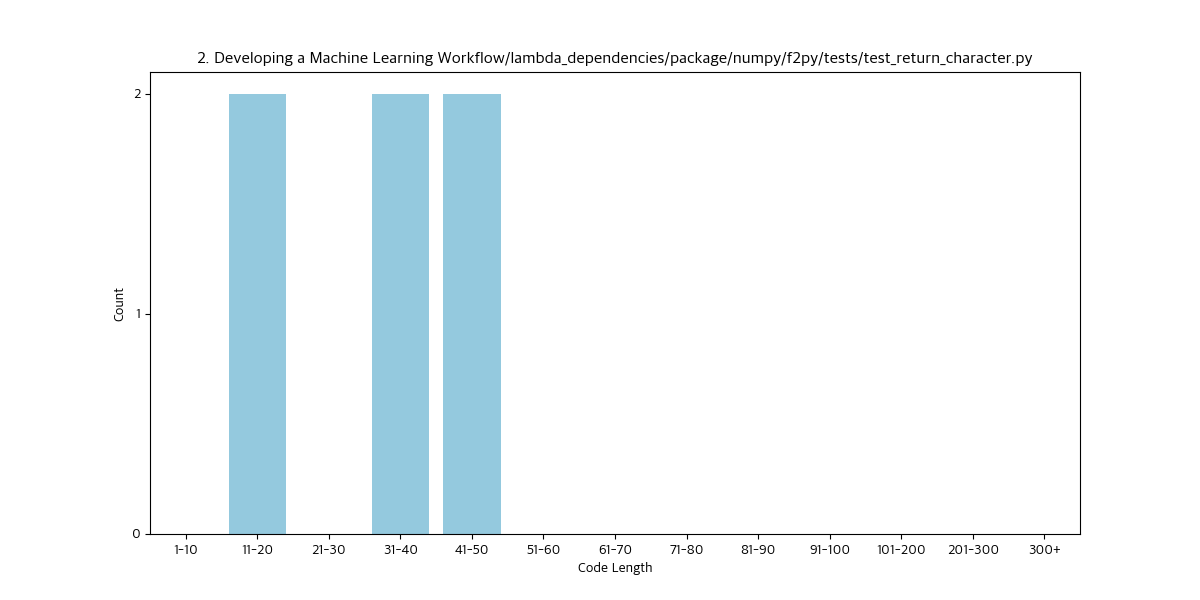 2. Developing a Machine Learning Workflow/lambda_dependencies/package/numpy/f2py/tests/test_return_character.py
2
1
0
Count
1-10 11-20 21-30 31-40 41-50 51-60 61-70 71-80 81-90 91-100 101-200 201-300 300+
Code Length